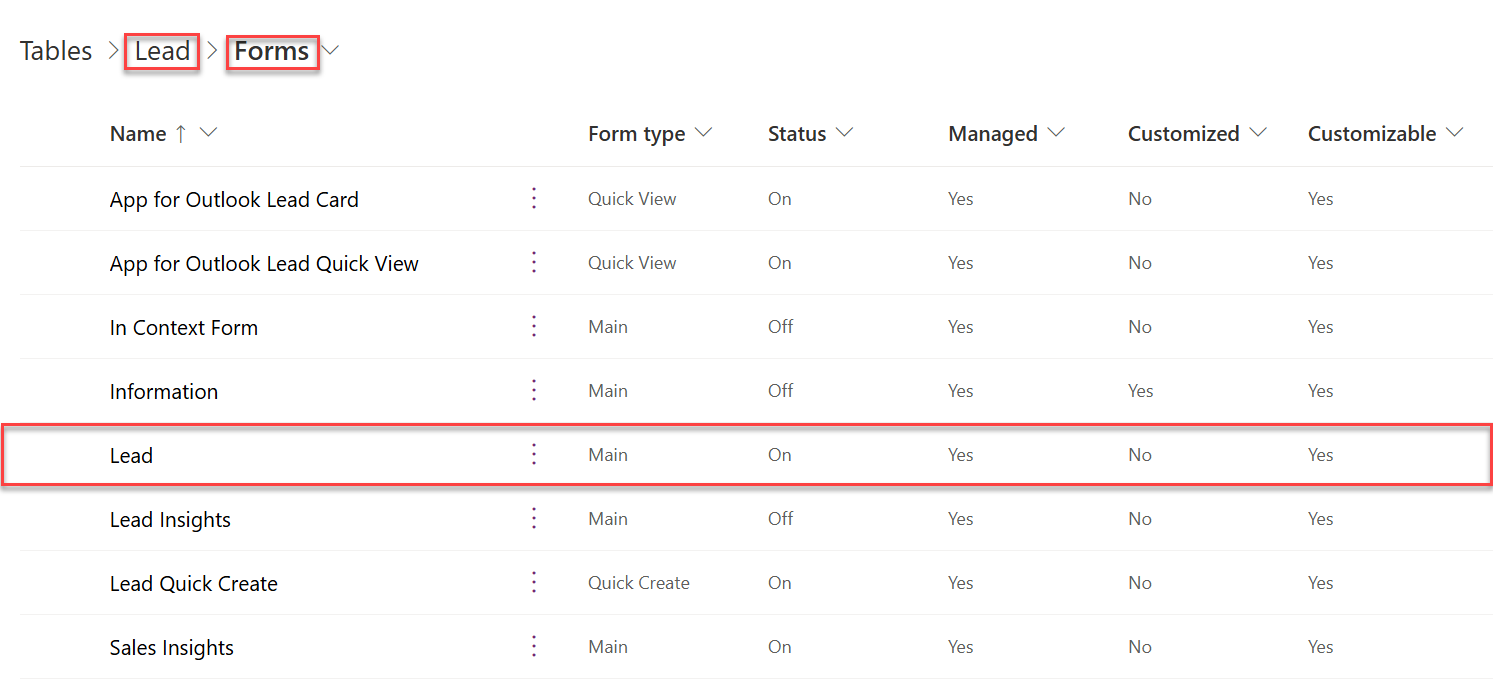 Tables > Lead > Forms
Name ↑ Form type Status Managed Customized Customizable
App for Outlook Lead Card Quick View On Yes No Yes
App for Outlook Lead Quick View Quick View On Yes No Yes
In Context Form Main Off Yes No Yes
Information Main Off Yes Yes Yes
Lead Main On Yes No Yes
Lead Insights Main Off Yes No Yes
Lead Quick Create Quick Create On Yes No Yes
Sales Insights Main On Yes No Yes